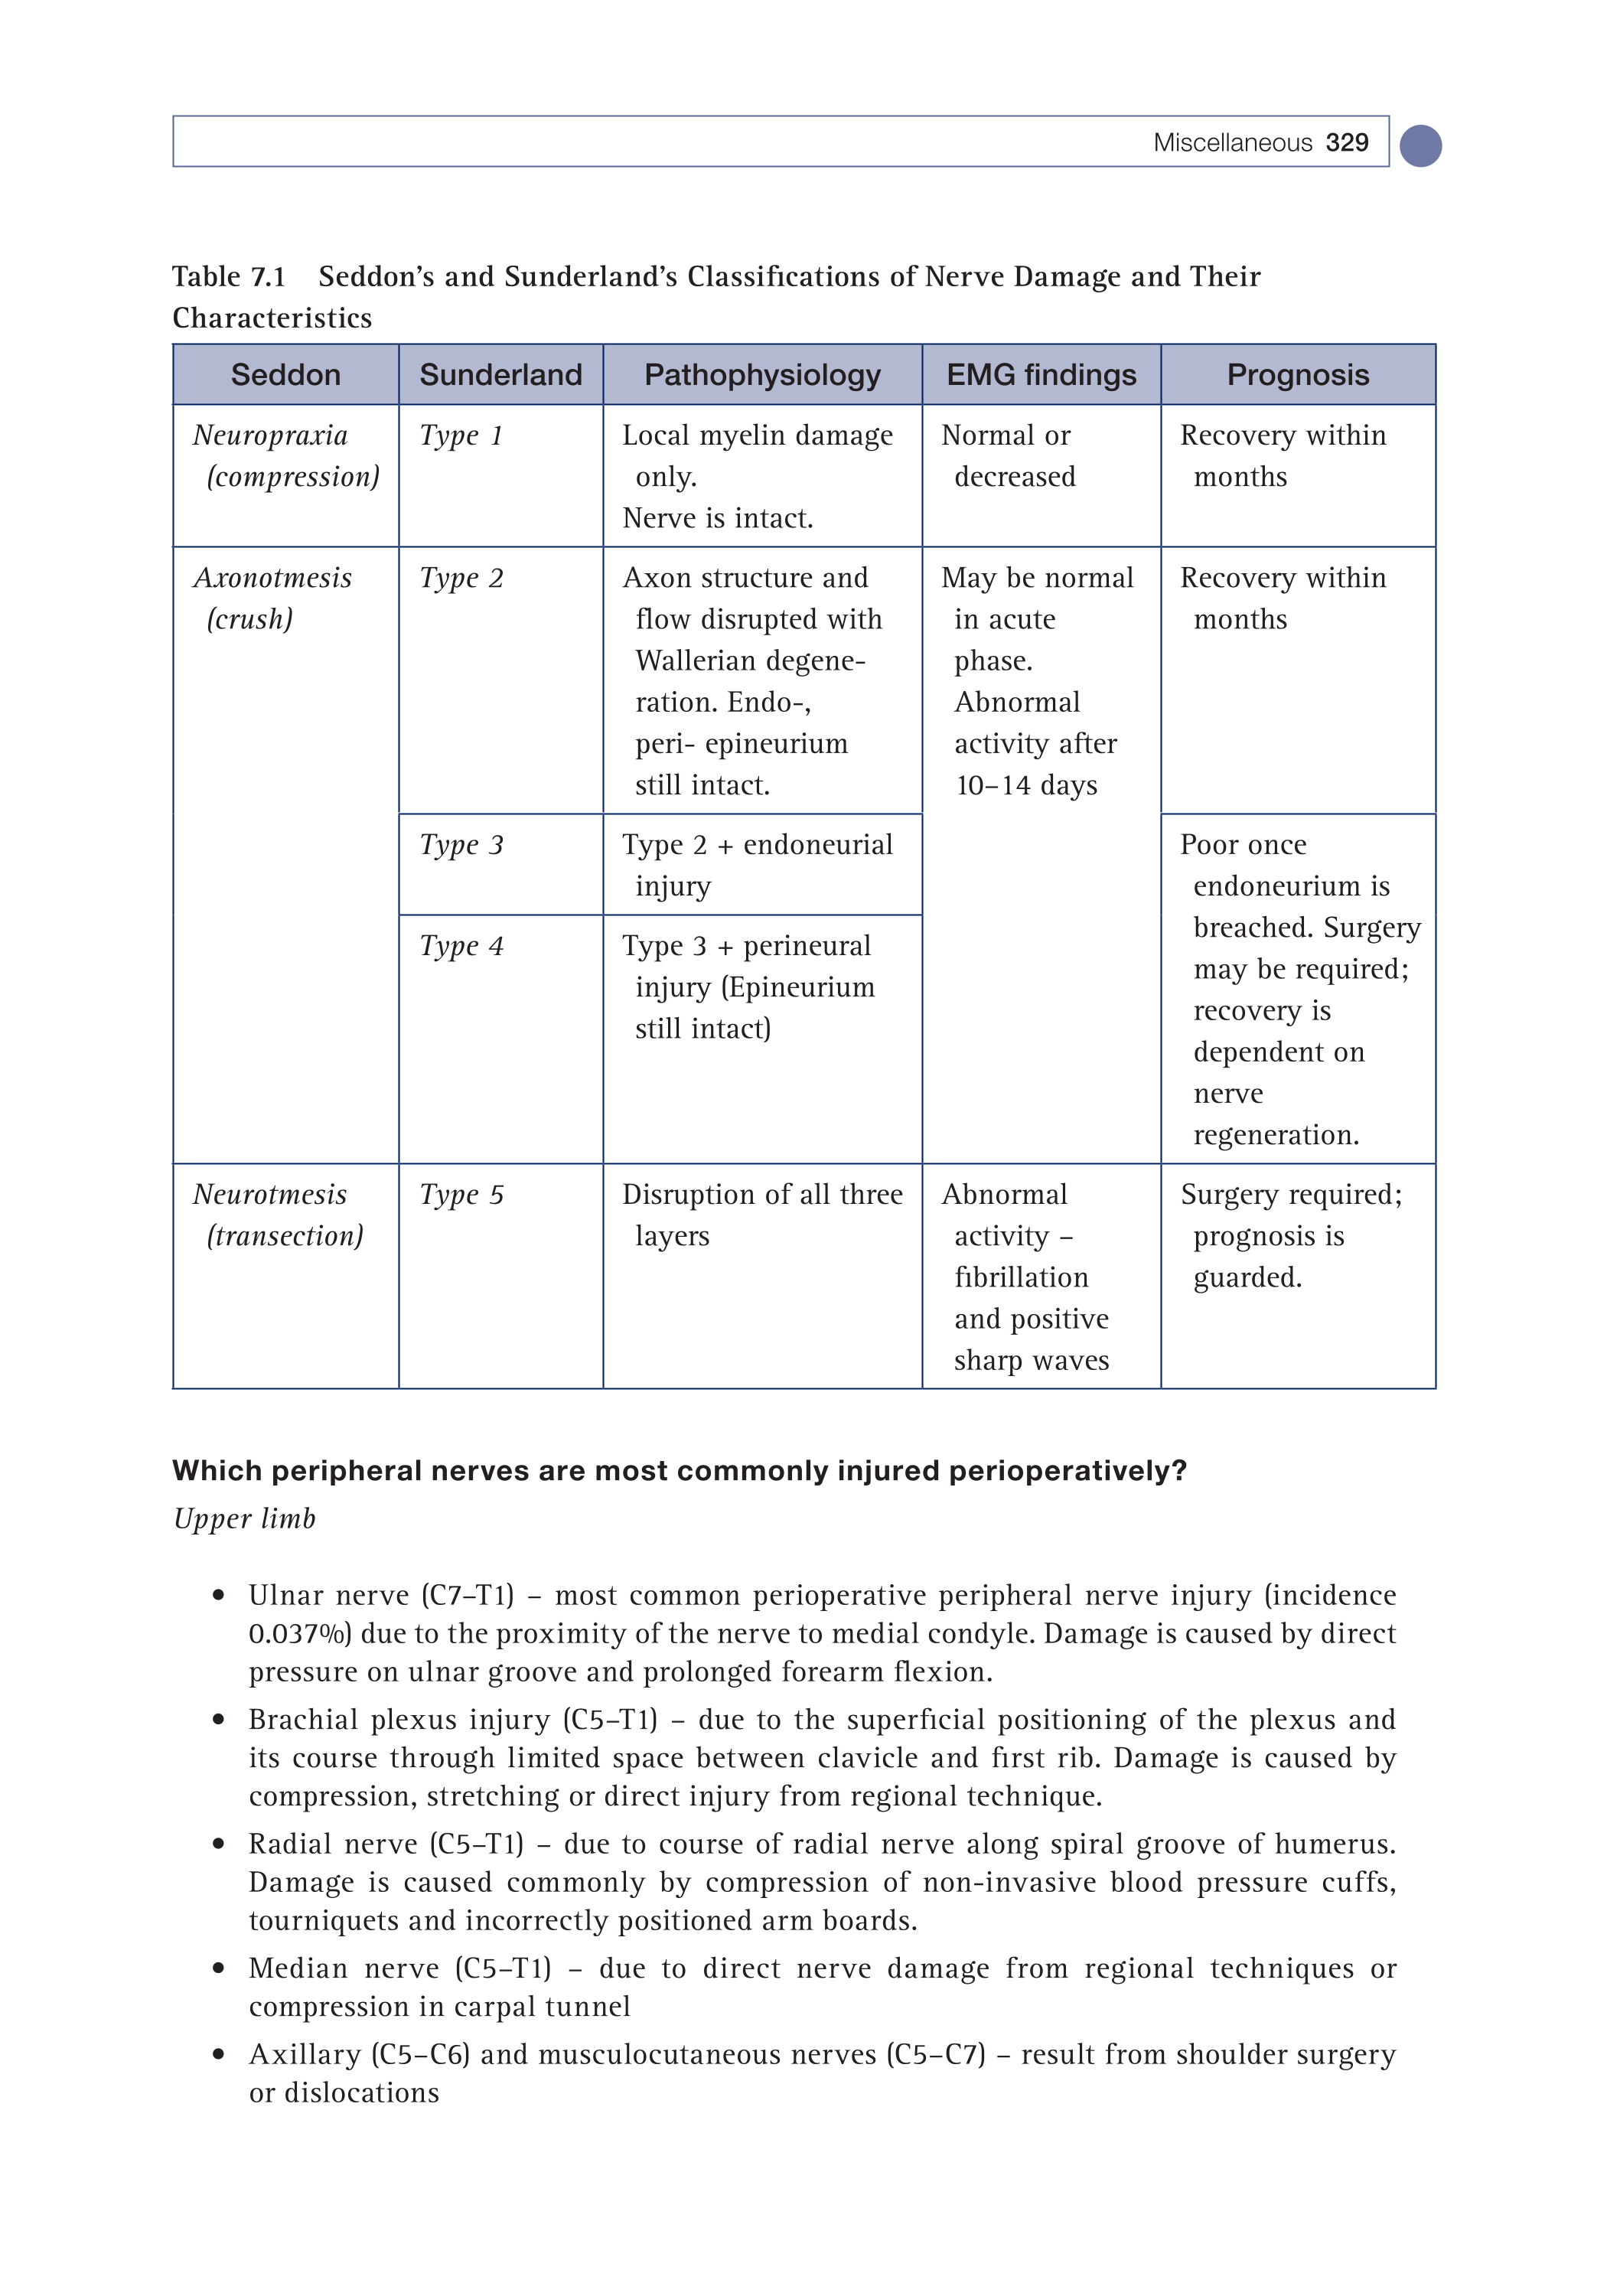 Miscellaneous 329
Table 7.1 Seddon's and Sunderland's Classifications of Nerve Damage and Their
Characteristics
Seddon Sunderland Pathophysiology EMG findings Prognosis
Neuropraxia
(compression)
Type 1
Local myelin damage
only.
Nerve is intact.
Normal or
decreased
Recovery within
months
Axonotmesis
(crush)
Type 2
Axon structure and
flow disrupted with
Wallerian degene-
ration. Endo-,
peri- epineurium
still intact.
May be normal
in acute
phase.
Abnormal
activity after
10–14 days
Recovery within
months
Type 3
Type 2 + endoneurial
injury
Poor once
endoneurium is
breached. Surgery
may be required;
recovery is
dependent on
nerve
regeneration.
Type 4
Type 3 + perineural
injury (Epineurium
still intact)
Neurotmesis
(transection)
Type 5
Disruption of all three
layers
Abnormal
activity –
fibrillation
and positive
sharp waves
Surgery required;
prognosis is
guarded.
Which peripheral nerves are most commonly injured perioperatively?
Upper limb
• Ulnar nerve (C7–T1) – most common perioperative peripheral nerve injury (incidence
0.037%) due to the proximity of the nerve to medial condyle. Damage is caused by direct
pressure on ulnar groove and prolonged forearm flexion.
• Brachial plexus injury (C5–T1) – due to the superficial positioning of the plexus and
its course through limited space between clavicle and first rib. Damage is caused by
compression, stretching or direct injury from regional technique.
• Radial nerve (C5–T1) – due to course of radial nerve along spiral groove of humerus.
Damage is caused commonly by compression of non-invasive blood pressure cuffs,
tourniquets and incorrectly positioned arm boards.
• Median nerve (C5–T1) – due to direct nerve damage from regional techniques or
compression in carpal tunnel
• Axillary (C5–C6) and musculocutaneous nerves (C5–C7) – result from shoulder surgery
or dislocations